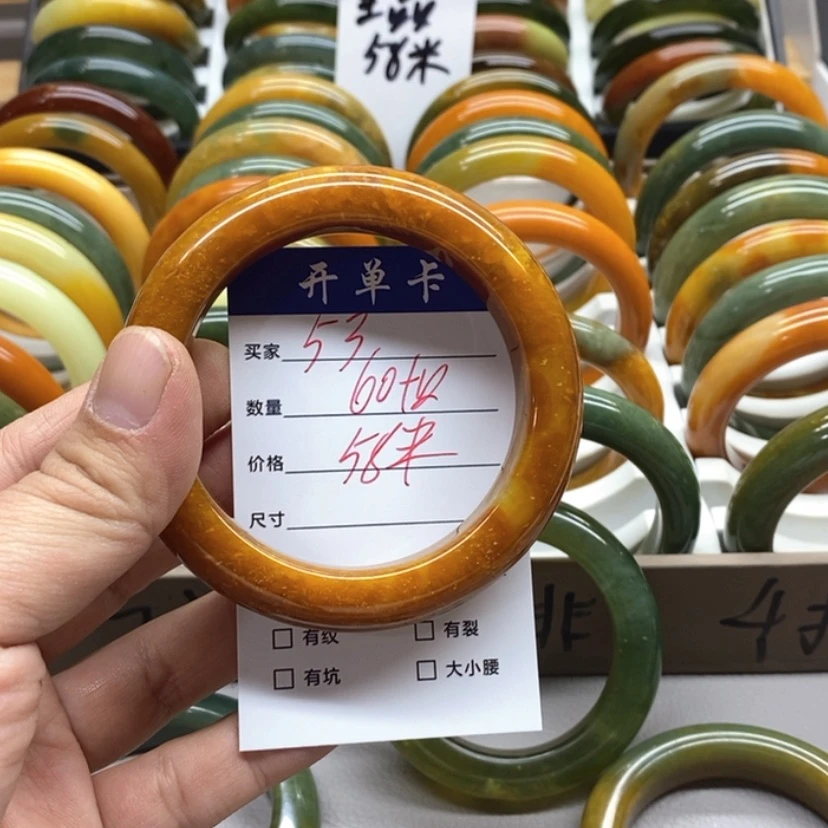 58米
开单卡
买家 53
数量 60扣
价格 58米
尺寸
有纹 有裂
有坑 大小腰